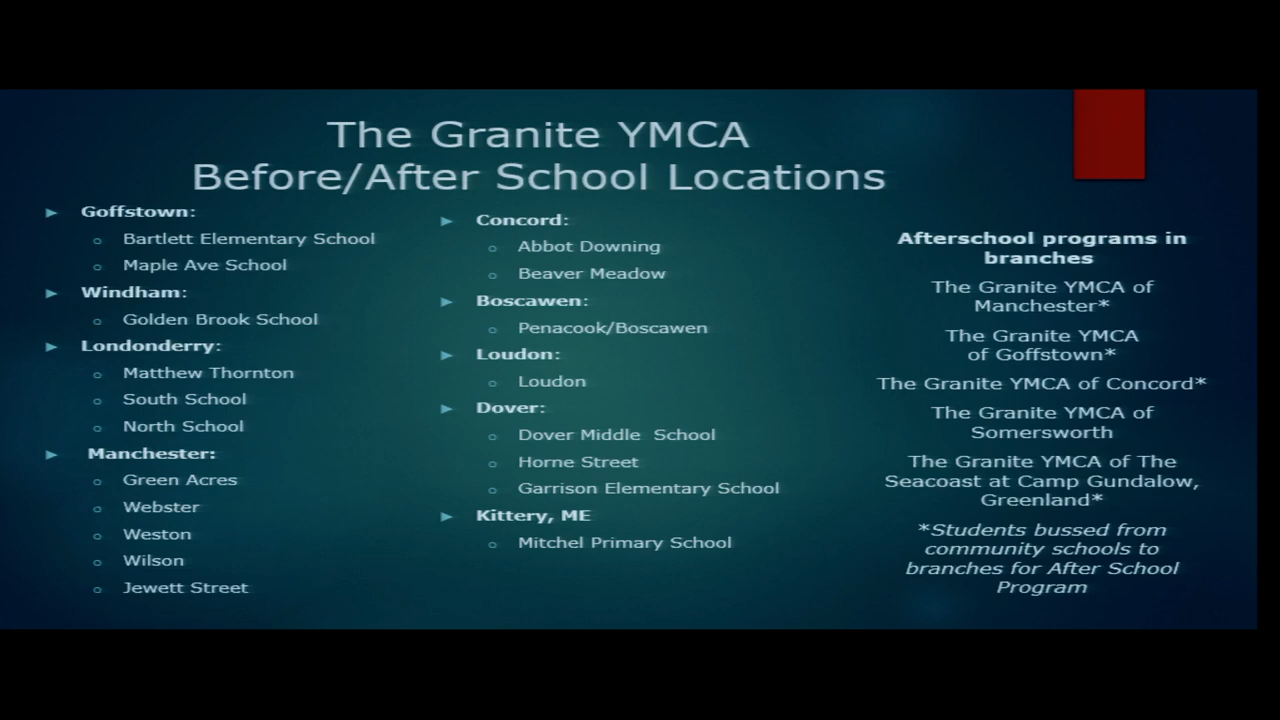 The Granite YMCA
Before/After School Locations
Goffstown:
Bartlett Elementary School
Maple Ave School
Windham:
Golden Brook School
Londonderry:
Matthew Thornton
South School
North School
Manchester:
Green Acres
Webster
Weston
Wilson
Jewett Street
Concord:
Abbot Downing
Beaver Meadow
Boscawen:
Penacook/Boscawen
Loudon:
Loudon
Dover:
Dover Middle School
Horne Street
Garrison Elementary School
Kittery, ME
Mitchel Primary School
Afterschool programs in
branches
The Granite YMCA of
Manchester*
The Granite YMCA
of Goffstown*
The Granite YMCA of Concord*
The Granite YMCA of
Somersworth
The Granite YMCA of The
Seacoast at Camp Gundalow,
Greenland*
*Students bussed from
community schools to
branches for After School
Program